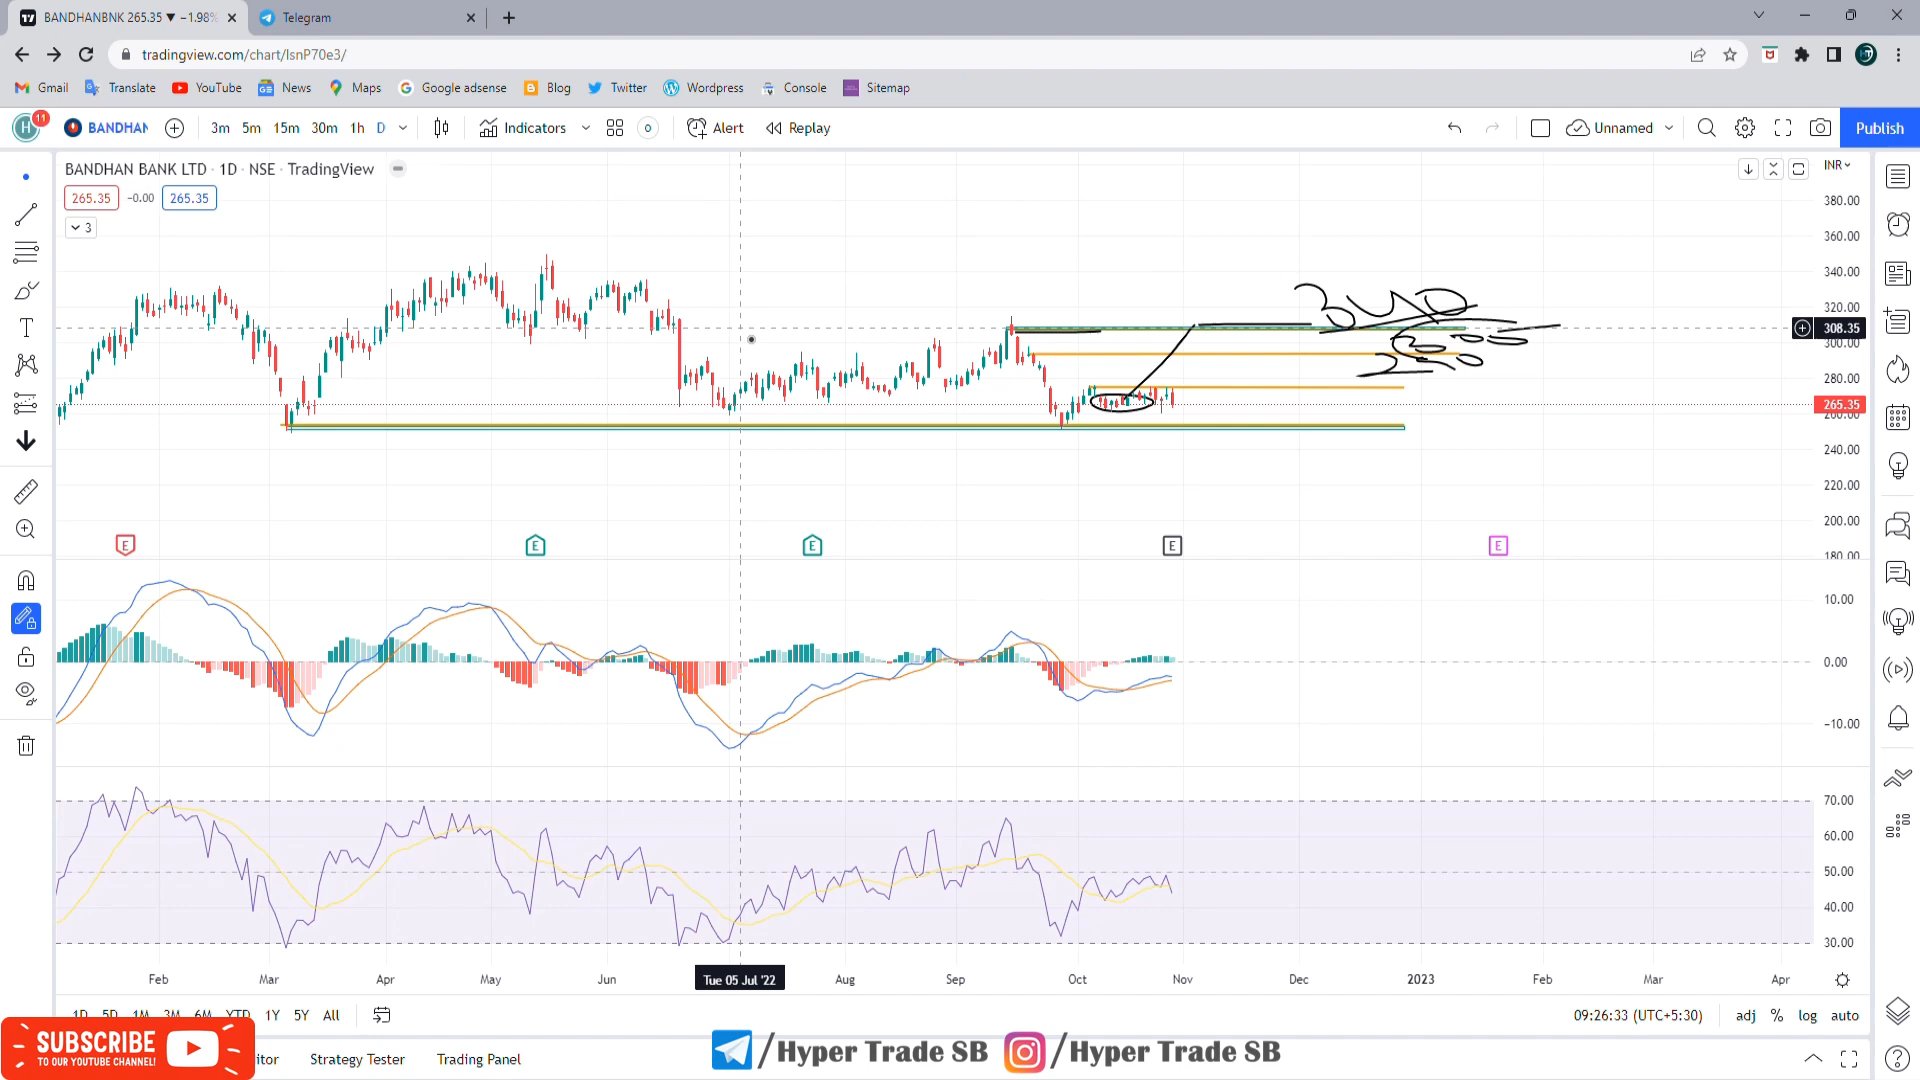 BANDHANBNK 265.35 ▼ −1.98%
Telegram
tradingview.com/chart/lsnP70e3/
Gmail Translate YouTube News Maps Google adsense Blog Twitter Wordpress Console Sitemap
H 11 BANDHAN 3m 5m 15m 30m 1h D Indicators Alert Replay Unnamed Publish
BANDHAN BANK LTD · 1D · NSE · TradingView
INR
265.35 −0.00 265.35
3
380.00
360.00
340.00
320.00
308.35
300.00
280.00
265.35
260.00
240.00
220.00
200.00
180.00
E E E E E
10.00
0.00
−10.00
70.00
60.00
50.00
40.00
30.00
Feb Mar Apr May Jun Tue 05 Jul '22 Aug Sep Oct Nov Dec 2023 Feb Mar Apr
1D 5D 1M 3M 6M YTD 1Y 5Y All
09:26:33 (UTC+5:30) adj % log auto
SUBSCRIBE
TO OUR YOUTUBE CHANNEL!
itor Strategy Tester Trading Panel
/Hyper Trade SB /Hyper Trade SB